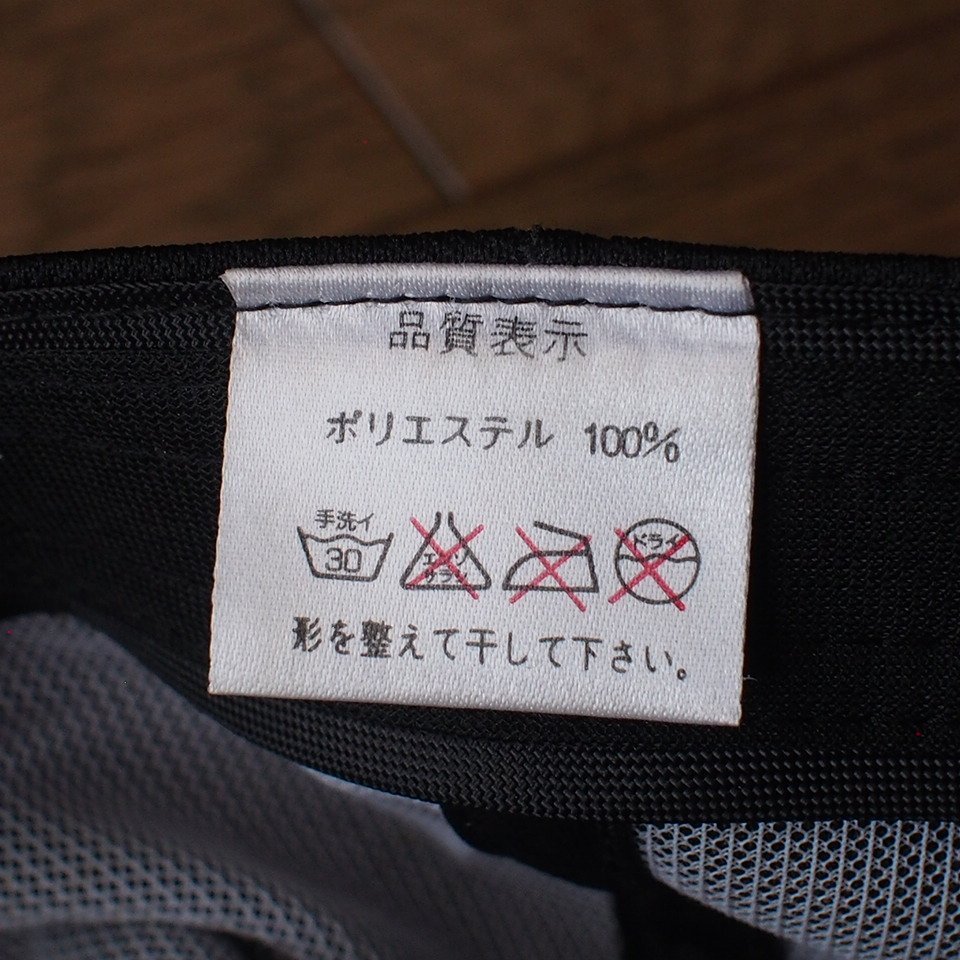 品質表示
ポリエステル 100%
手洗イ 30 エンソサラシ ドライ
形を整えて干して下さい。